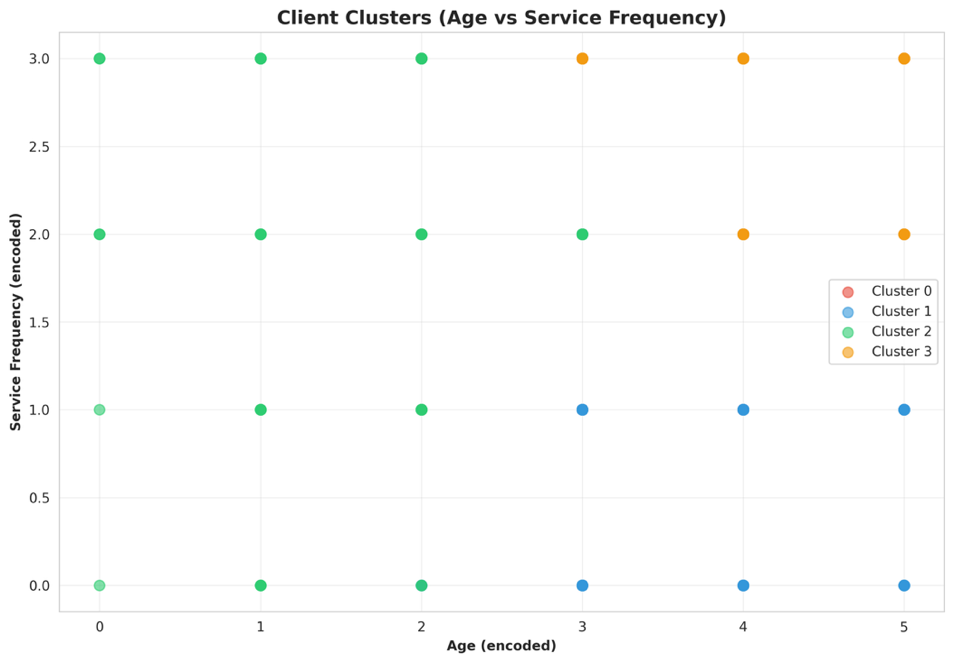 Client Clusters (Age vs Service Frequency)
3.0
2.5
2.0
1.5
1.0
0.5
0.0
Service Frequency (encoded)
Cluster 0
Cluster 1
Cluster 2
Cluster 3
0 1 2 3 4 5
Age (encoded)